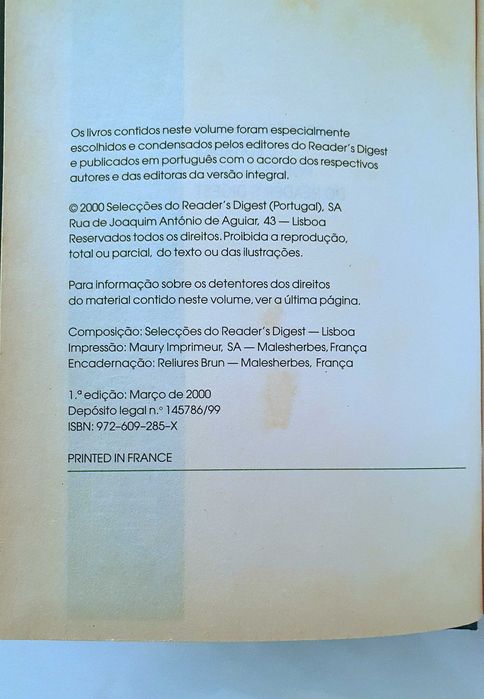 Os livros contidos neste volume foram especialmente
escolhidos e condensados pelos editores do Reader's Digest
e publicados em português com o acordo dos respectivos
autores e das editoras da versão integral.
© 2000 Selecções do Reader's Digest (Portugal), SA
Rua de Joaquim António de Aguiar, 43 — Lisboa
Reservados todos os direitos. Proibida a reprodução,
total ou parcial, do texto ou das ilustrações.
Para informação sobre os detentores dos direitos
do material contido neste volume, ver a última página.
Composição: Selecções do Reader's Digest — Lisboa
Impressão: Maury Imprimeur, SA — Malesherbes, França
Encadernação: Reliures Brun — Malesherbes, França
1.ª edição: Março de 2000
Depósito legal n.º 145786/99
ISBN: 972-609-285-X
PRINTED IN FRANCE